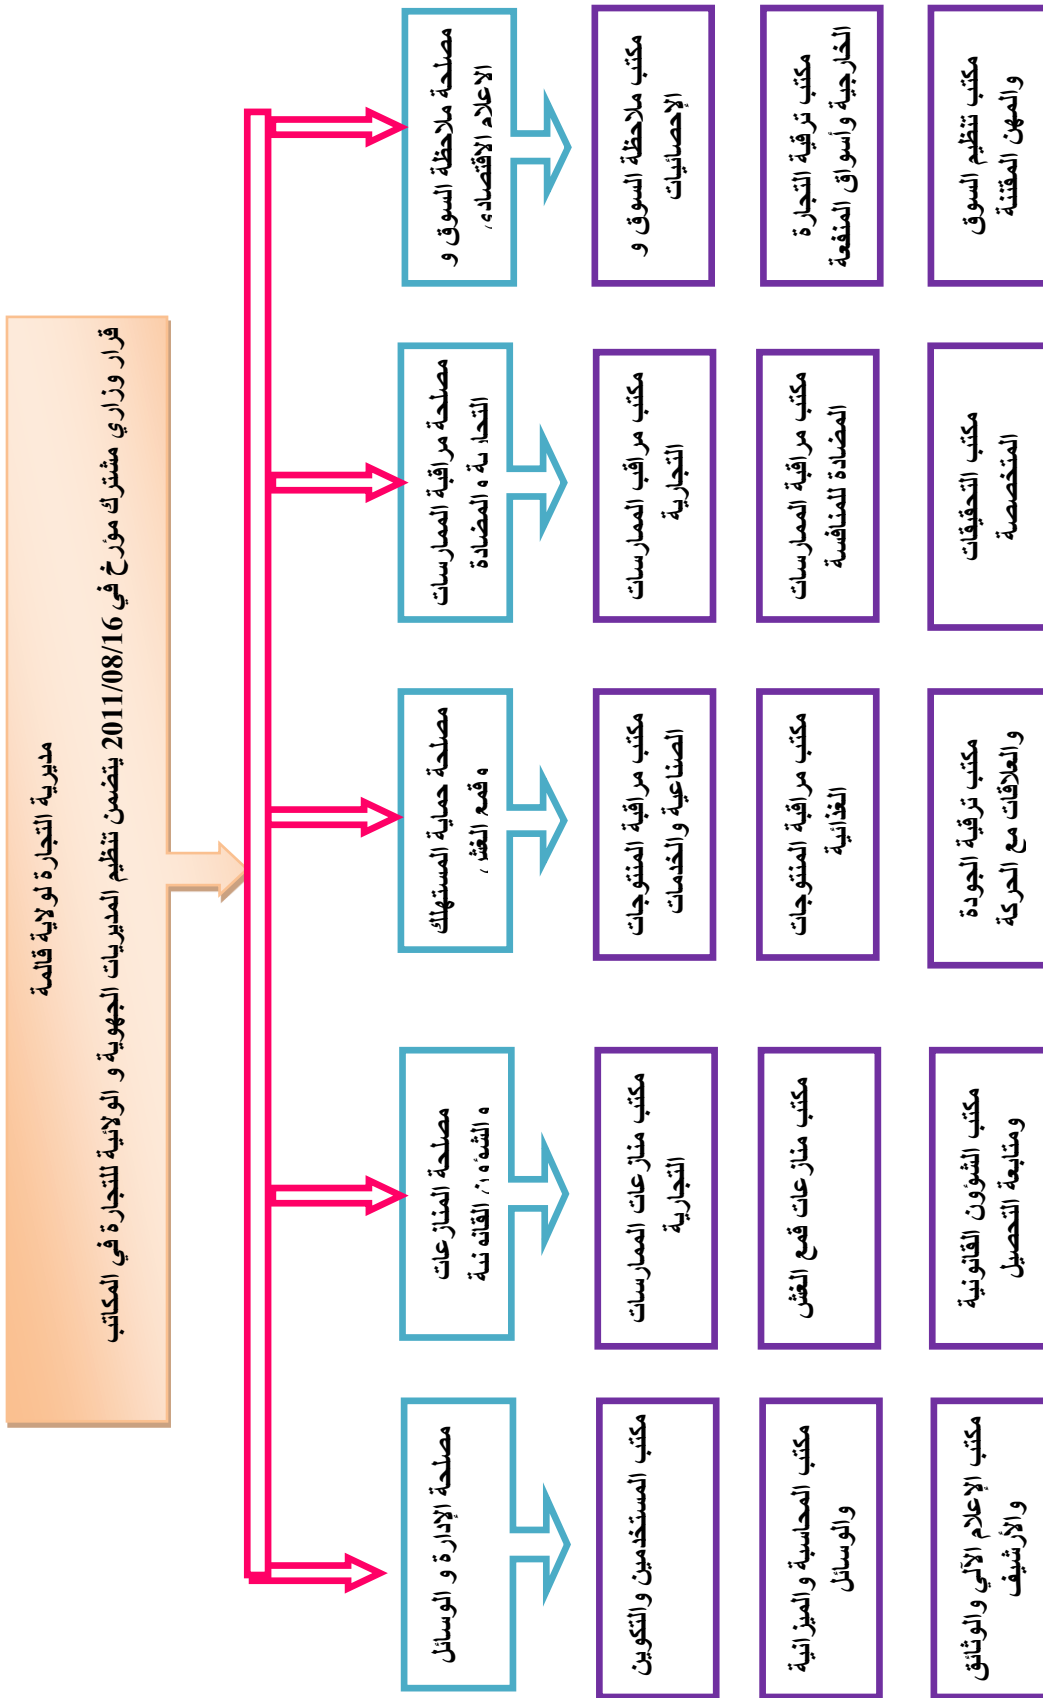 مديرية التجارة لولاية قالمة
قرار وزاري مشترك مؤرخ في 2011/08/16 يتضمن تنظيم المديريات الجهوية و الولائية للتجارة في المكاتب
مصلحة ملاحظة السوق و
الاعلام الاقتصادي
مصلحة مراقبة الممارسات
التجارية و المضادة
مصلحة حماية المستهلك
و قمع الغش
مصلحة المنازعات
و الشؤون القانونية
مصلحة الإدارة و الوسائل
مكتب ملاحظة السوق و
الإحصائيات
مكتب مراقب الممارسات
التجارية
مكتب مراقبة المنتوجات
الصناعية والخدمات
مكتب منازعات الممارسات
التجارية
مكتب المستخدمين والتكوين
مكتب ترقية التجارة
الخارجية وأسواق المنفعة
مكتب مراقبة الممارسات
المضادة للمنافسة
مكتب مراقبة المنتوجات
الغذائية
مكتب منازعات قمع الغش
مكتب المحاسبة والميزانية
والوسائل
مكتب تنظيم السوق
والمهن المقننة
مكتب التحقيقات
المتخصصة
مكتب ترقية الجودة
والعلاقات مع الحركة
مكتب الشؤون القانونية
ومتابعة التحصيل
مكتب الإعلام الآلي والوثائق
والأرشيف